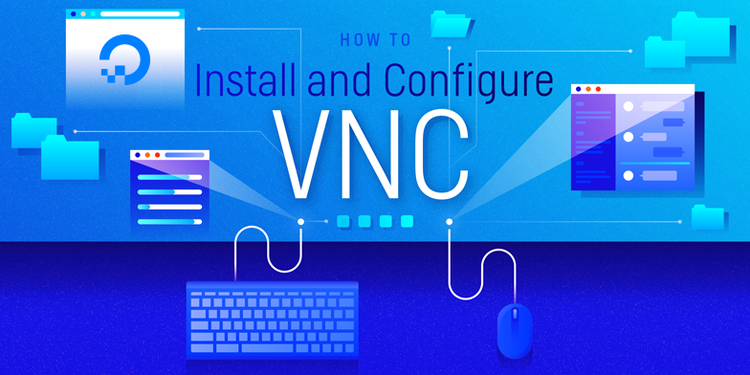 HOW TO
Install and Configure
VNC